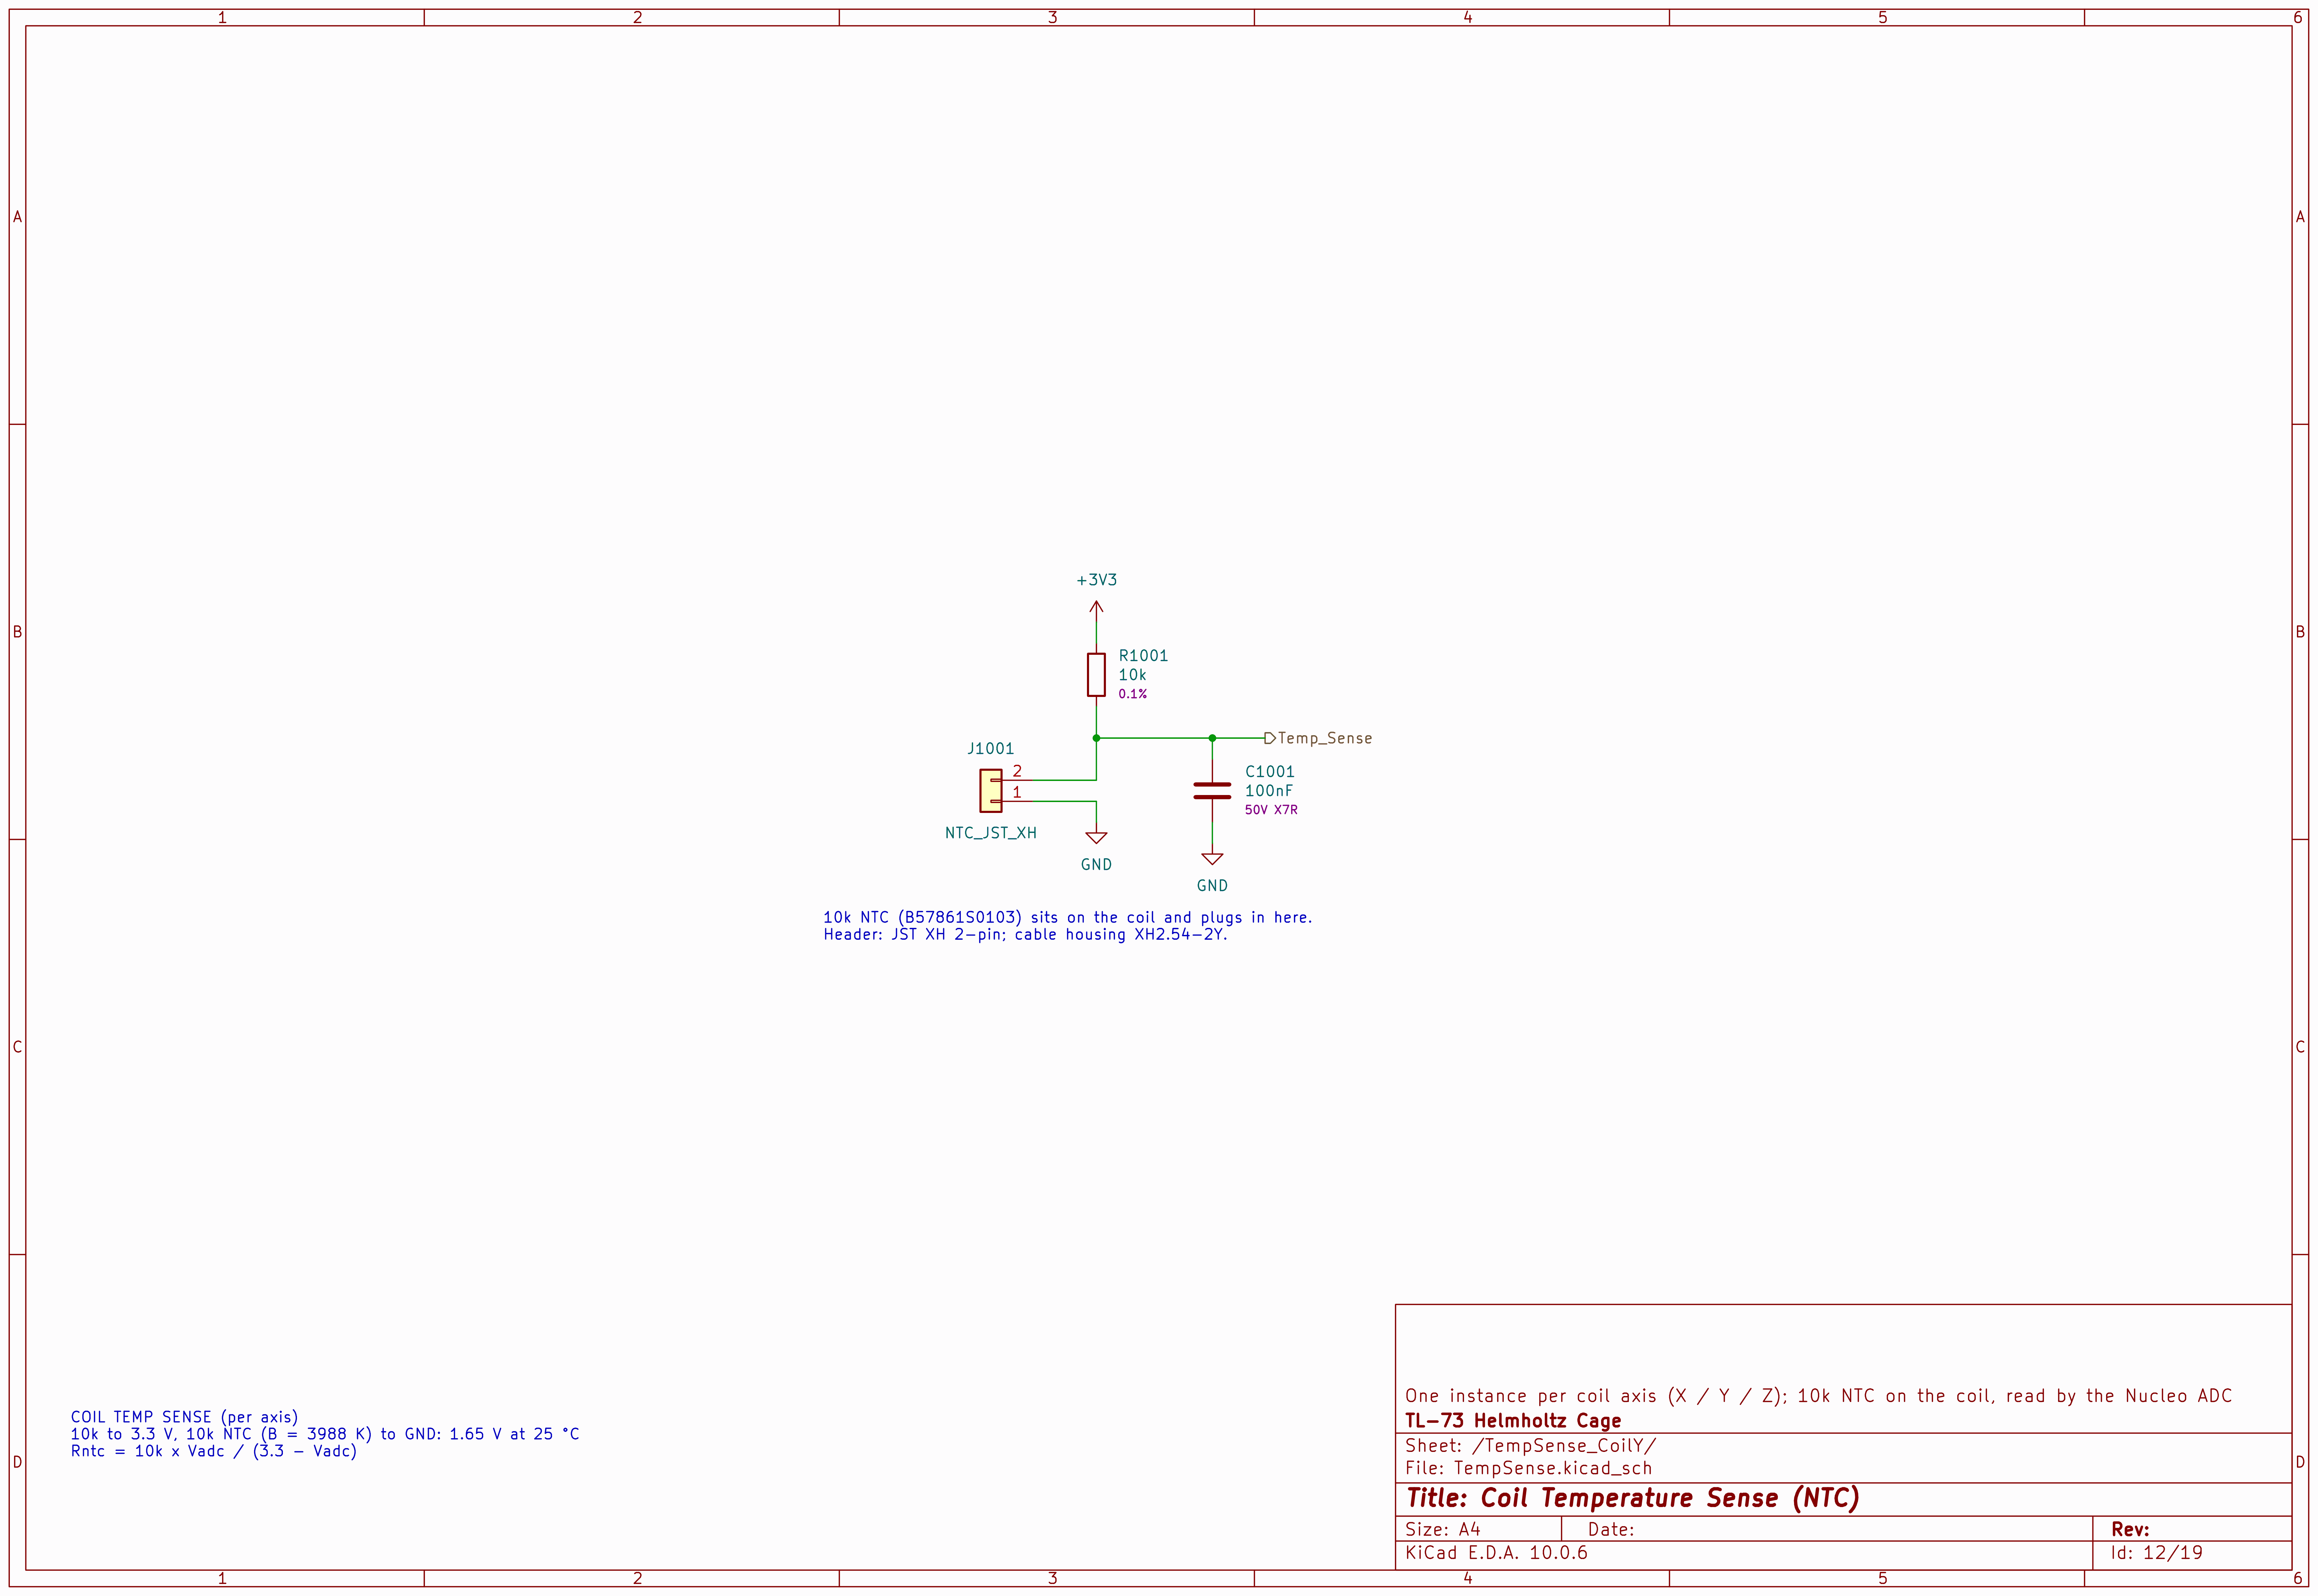 1 2 3 4 5 6
A A
B B
C C
D D
+3V3
R1001
10k
0.1%
Temp_Sense
J1001
2
1
NTC_JST_XH
GND
C1001
100nF
50V X7R
GND
10k NTC (B57861S0103) sits on the coil and plugs in here.
Header: JST XH 2-pin; cable housing XH2.54-2Y.
COIL TEMP SENSE (per axis)
10k to 3.3 V, 10k NTC (B = 3988 K) to GND: 1.65 V at 25 °C
Rntc = 10k x Vadc / (3.3 - Vadc)
One instance per coil axis (X / Y / Z); 10k NTC on the coil, read by the Nucleo ADC
TL-73 Helmholtz Cage
Sheet: /TempSense_CoilY/
File: TempSense.kicad_sch
Title: Coil Temperature Sense (NTC)
Size: A4 Date: Rev:
KiCad E.D.A. 10.0.6 Id: 12/19
1 2 3 4 5 6